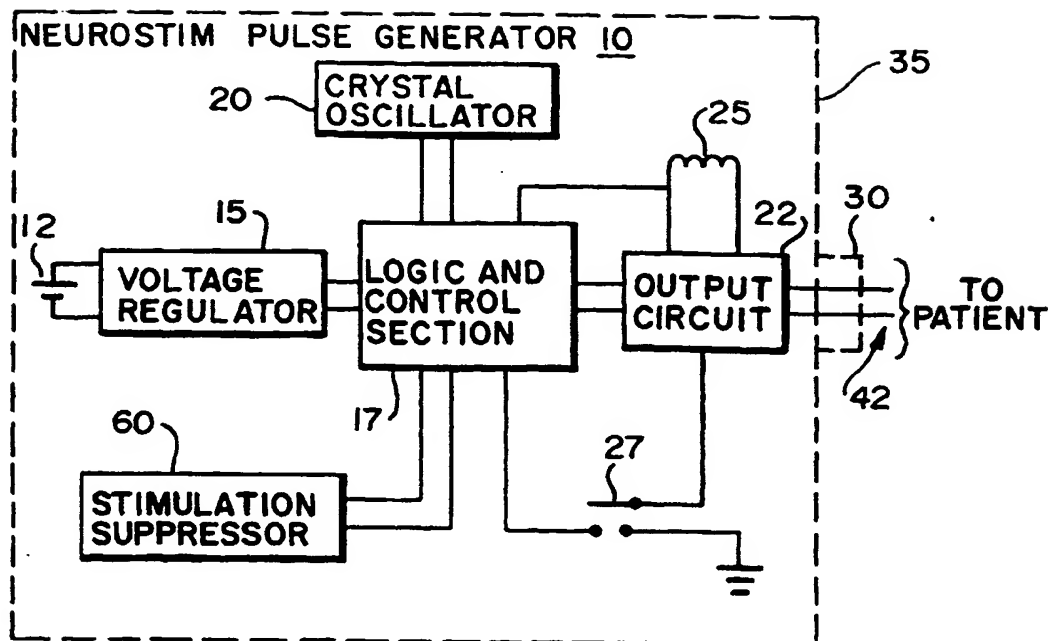 NEUROSTIM PULSE GENERATOR 10
35
20
CRYSTAL
OSCILLATOR
25
30
22
12
15
VOLTAGE
REGULATOR
LOGIC AND
CONTROL
SECTION
OUTPUT
CIRCUIT
TO
PATIENT
42
17
27
60
STIMULATION
SUPPRESSOR